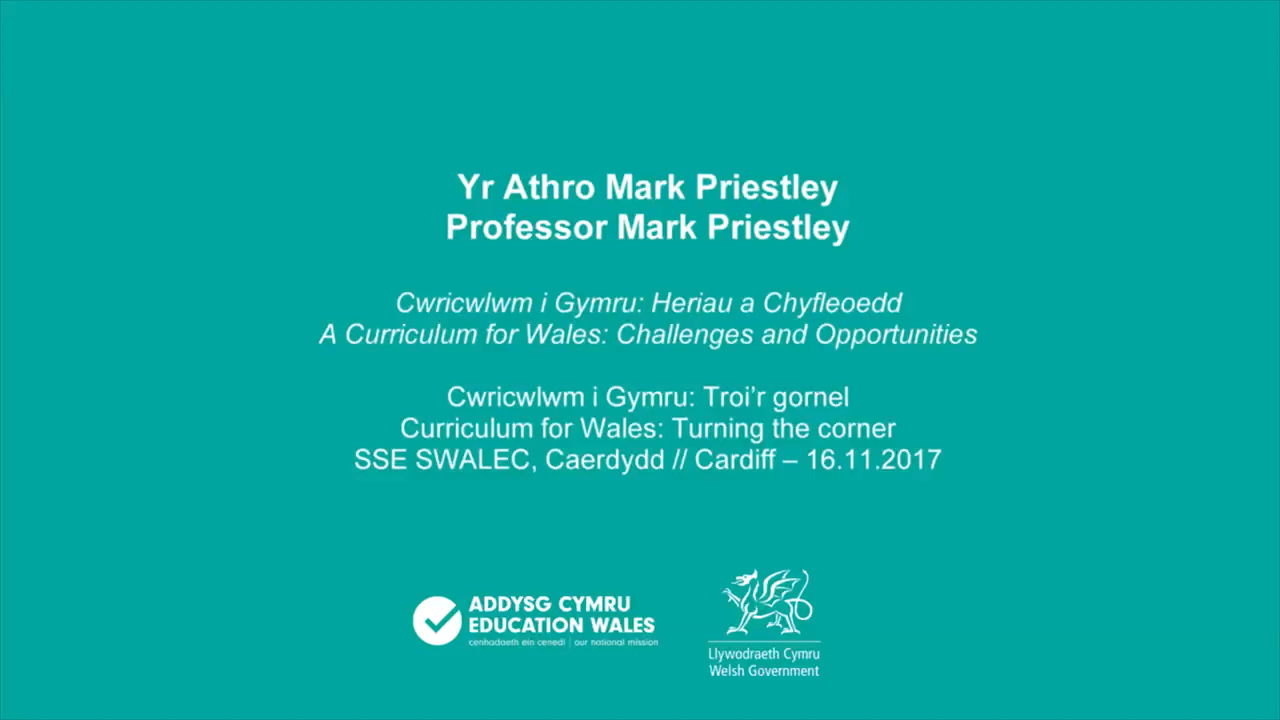 Yr Athro Mark Priestley
Professor Mark Priestley
Cwricwlwm i Gymru: Heriau a Chyfleoedd
A Curriculum for Wales: Challenges and Opportunities
Cwricwlwm i Gymru: Troi'r gornel
Curriculum for Wales: Turning the corner
SSE SWALEC, Caerdydd // Cardiff – 16.11.2017
ADDYSG CYMRU
EDUCATION WALES
cenhadaeth ein cenedl | our national mission
Llywodraeth Cymru
Welsh Government